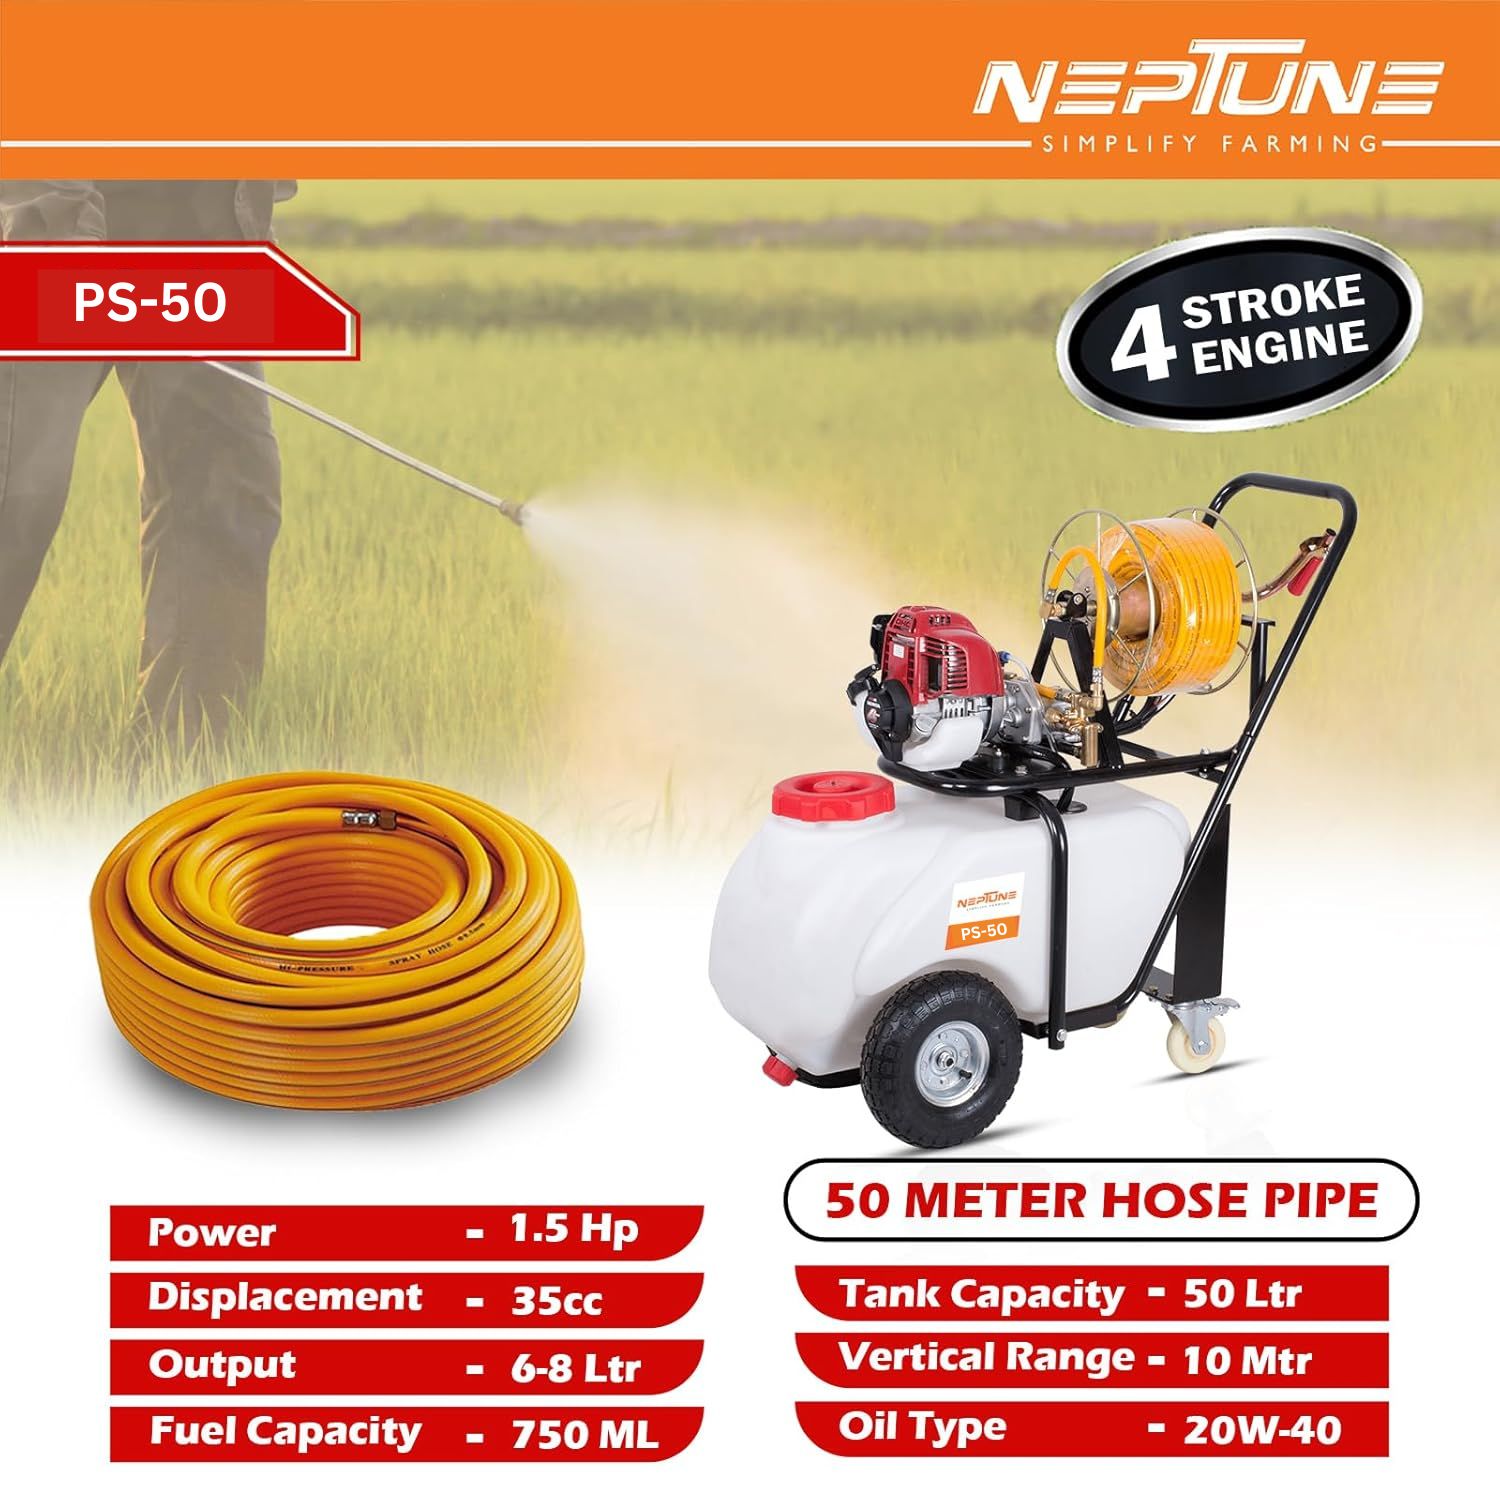 NEPTUNE
SIMPLIFY FARMING
PS-50
4 STROKE
ENGINE
NEPTUNE
SIMPLIFY FARMING
PS-50
HI-PRESSURE SPRAY HOSE
50 METER HOSE PIPE
Power - 1.5 Hp
Displacement - 35cc
Output - 6-8 Ltr
Fuel Capacity - 750 ML
Tank Capacity - 50 Ltr
Vertical Range - 10 Mtr
Oil Type - 20W-40